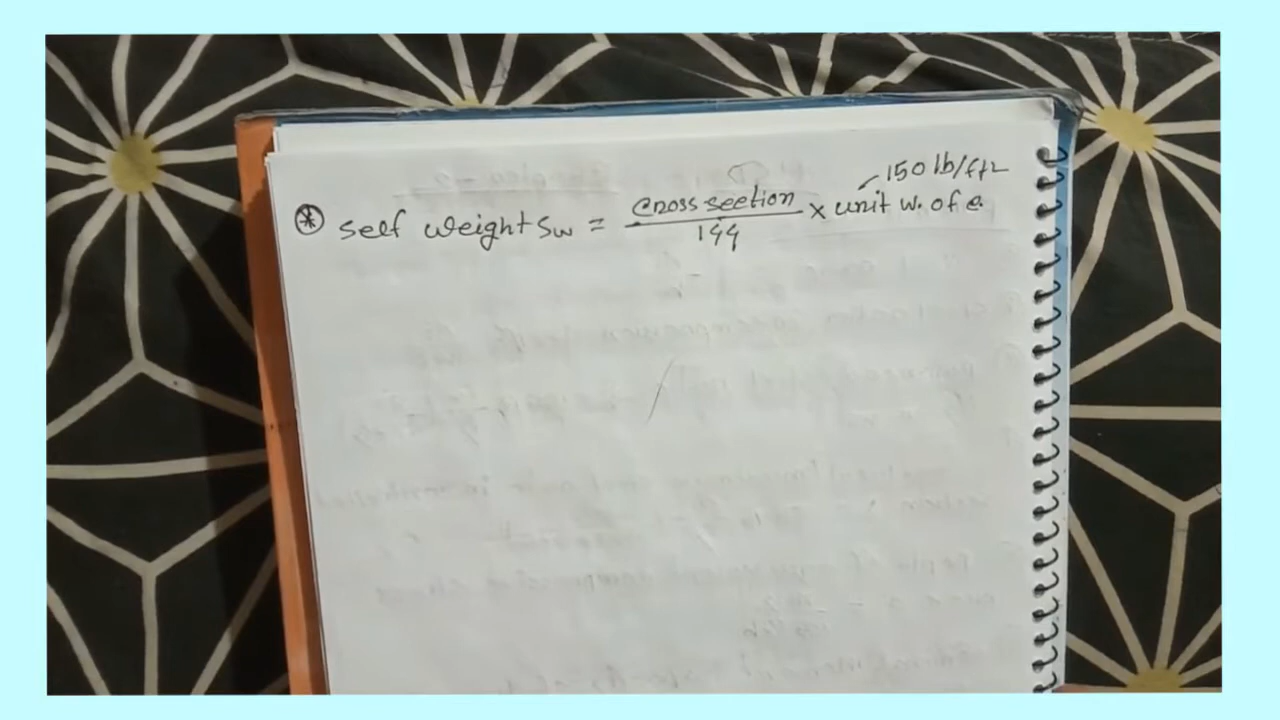 150 lb/ft2
* self weight Sw = cross section / 144 × unit w. of c.